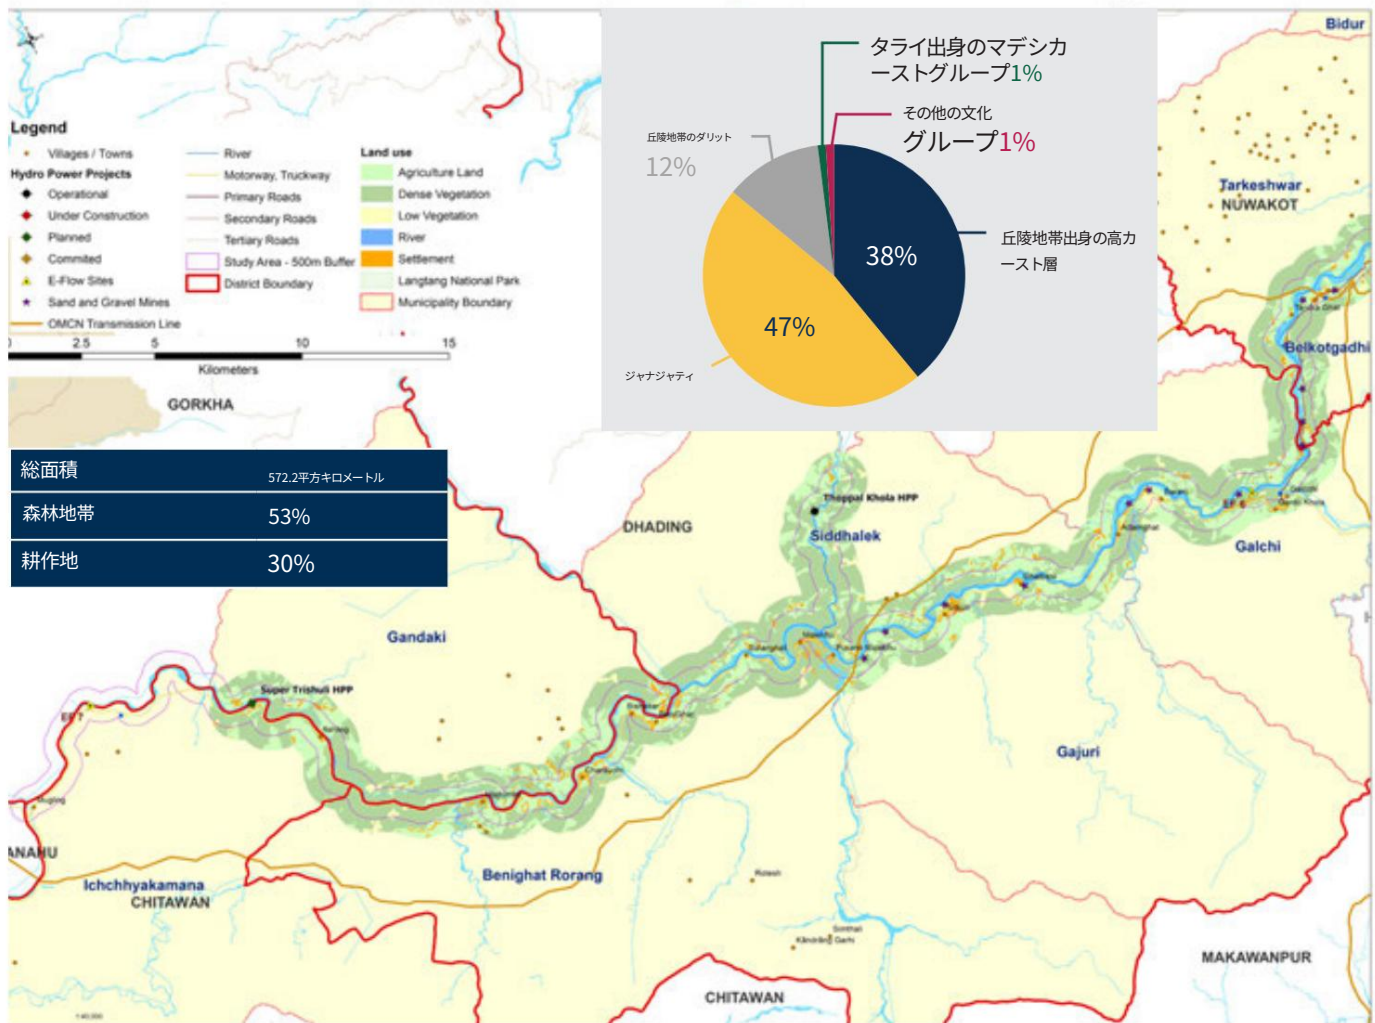 Bidur
タライ出身のマデシカ
ーストグループ1%
その他の文化
グループ1%
丘陵地帯のダリット
12%
38%
丘陵地帯出身の高カ
ースト層
47%
ジャナジャティ
Legend
Villages / Towns
Hydro Power Projects
Operational
Under Construction
Planned
Commited
E-Flow Sites
Sand and Gravel Mines
OMCN Transmission Line
River
Motorway, Truckway
Primary Roads
Secondary Roads
Tertiary Roads
Study Area - 500m Buffer
District Boundary
Land use
Agriculture Land
Dense Vegetation
Low Vegetation
River
Settlement
Langtang National Park
Municipality Boundary
2.5
5
10
15
Kilometers
Tarkeshwar
NUWAKOT
Belkotgadhi
GORKHA
総面積
572.2平方キロメートル
森林地帯
53%
耕作地
30%
Thoppal Khola HPP
DHADING
Siddhalek
Galchi
Gandaki
Super Trishuli HPP
EF 7
Gajuri
ANAHU
Ichchhyakamana
CHITAWAN
Benighat Rorang
MAKAWANPUR
CHITAWAN